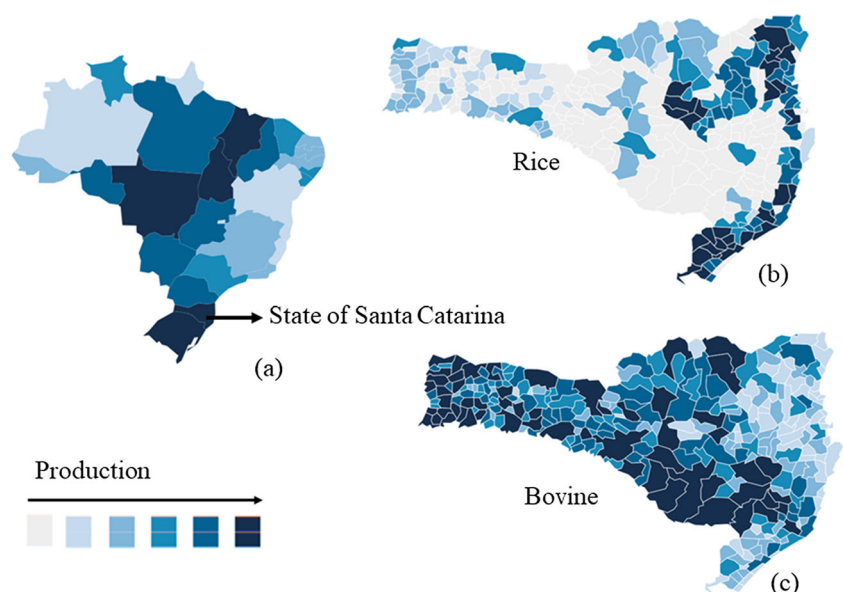 Rice
(b)
State of Santa Catarina
(a)
Production
Bovine
(c)